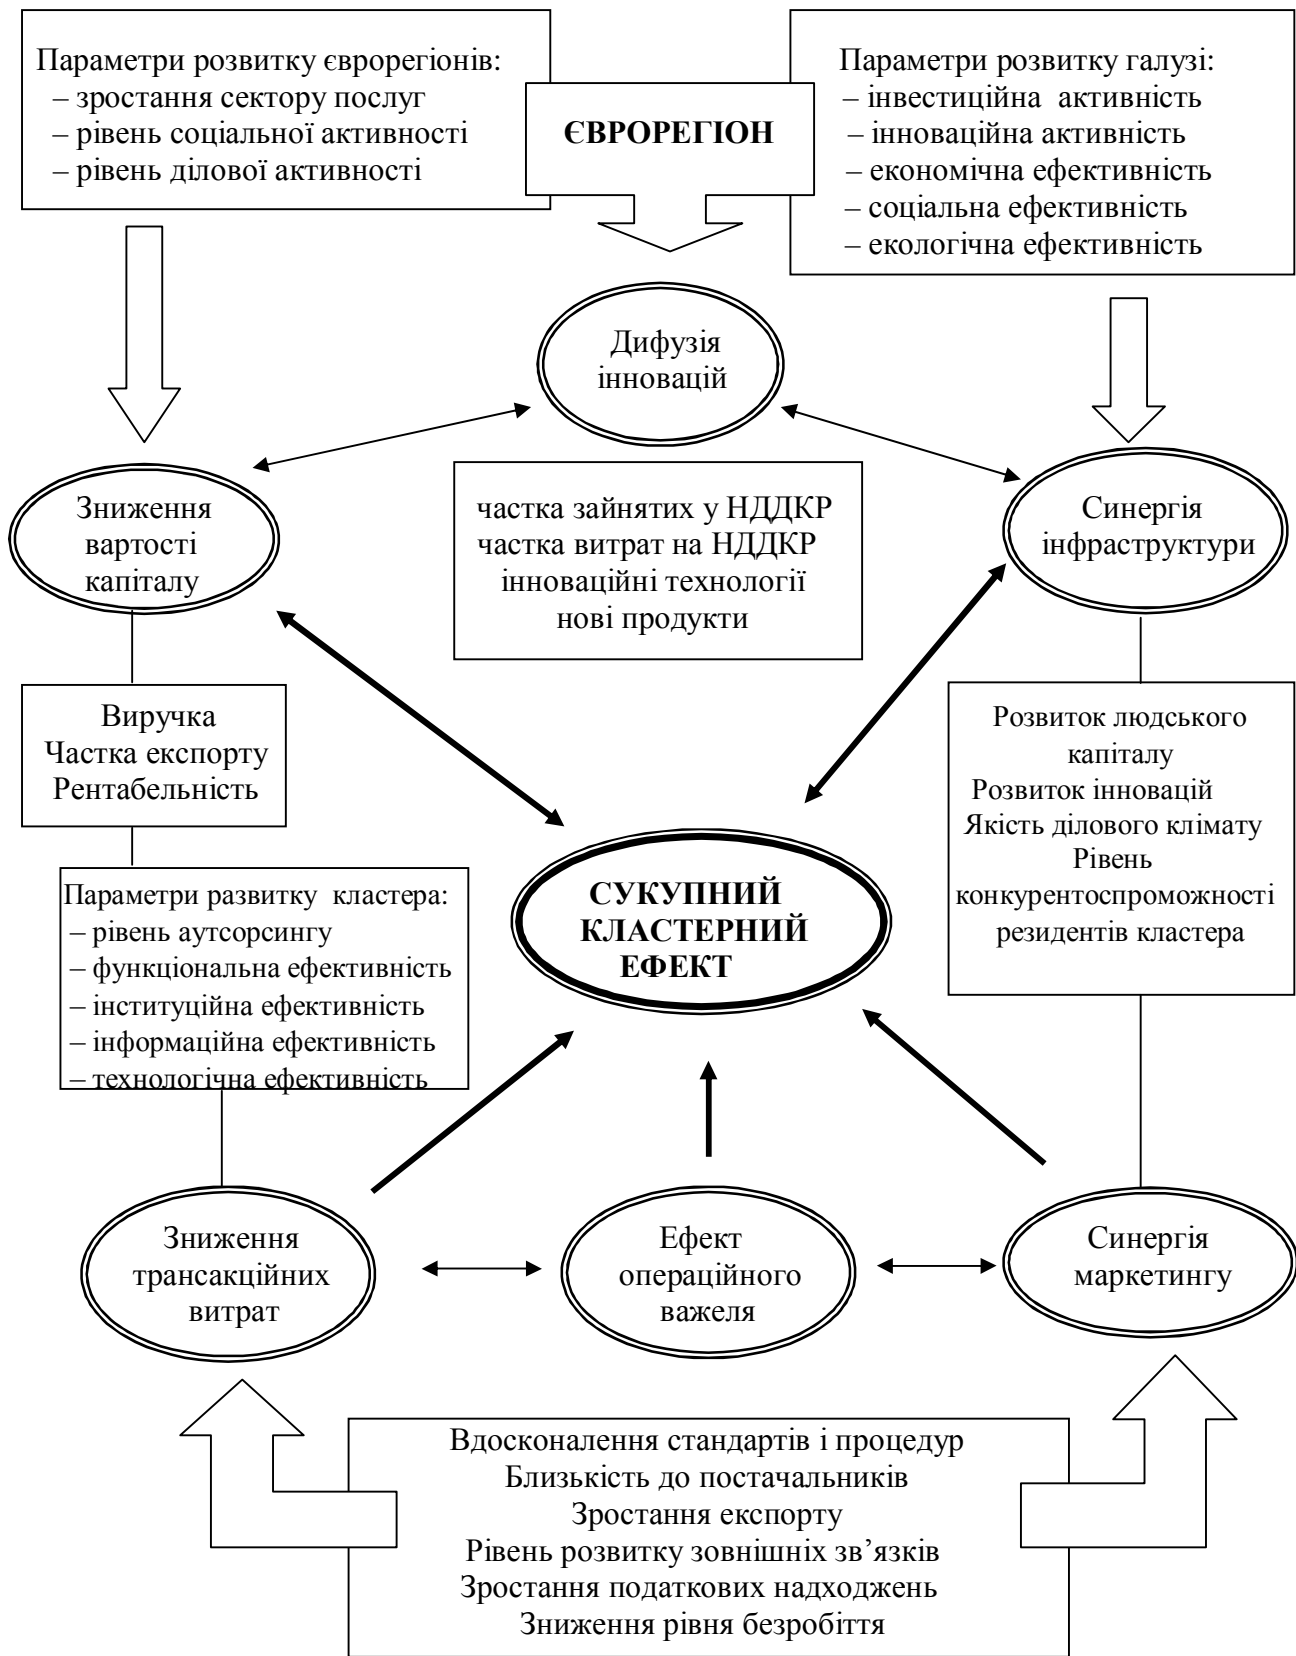 Параметри розвитку єврорегіонів:
– зростання сектору послуг
– рівень соціальної активності
– рівень ділової активності
ЄВРОРЕГІОН
Параметри розвитку галузі:
– інвестиційна активність
– інноваційна активність
– економічна ефективність
– соціальна ефективність
– екологічна ефективність
Дифузія
інновацій
Зниження
вартості
капіталу
частка зайнятих у НДДКР
частка витрат на НДДКР
інноваційні технології
нові продукти
Синергія
інфраструктури
Виручка
Частка експорту
Рентабельність
Розвиток людського
капіталу
Розвиток інновацій
Якість ділового клімату
Рівень
конкурентоспроможності
резидентів кластера
Параметри развитку кластера:
– рівень аутсорсингу
– функціональна ефективність
– інституційна ефективність
– інформаційна ефективність
– технологічна ефективність
СУКУПНИЙ
КЛАСТЕРНИЙ
ЕФЕКТ
Зниження
трансакційних
витрат
Ефект
операційного
важеля
Синергія
маркетингу
Вдосконалення стандартів і процедур
Близькість до постачальників
Зростання експорту
Рівень розвитку зовнішніх зв’язків
Зростання податкових надходжень
Зниження рівня безробіття